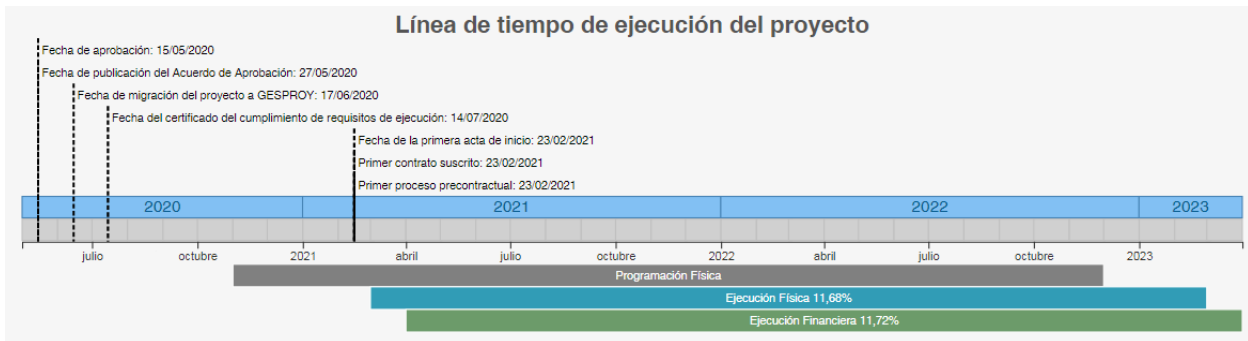 Línea de tiempo de ejecución del proyecto
Fecha de aprobación: 15/05/2020
Fecha de publicación del Acuerdo de Aprobación: 27/05/2020
Fecha de migración del proyecto a GESPROY: 17/06/2020
Fecha del certificado del cumplimiento de requisitos de ejecución: 14/07/2020
Fecha de la primera acta de inicio: 23/02/2021
Primer contrato suscrito: 23/02/2021
Primer proceso precontractual: 23/02/2021
2020 2021 2022 2023
julio octubre 2021 abril julio octubre 2022 abril julio octubre 2023
Programación Física
Ejecución Física 11,68%
Ejecución Financiera 11,72%